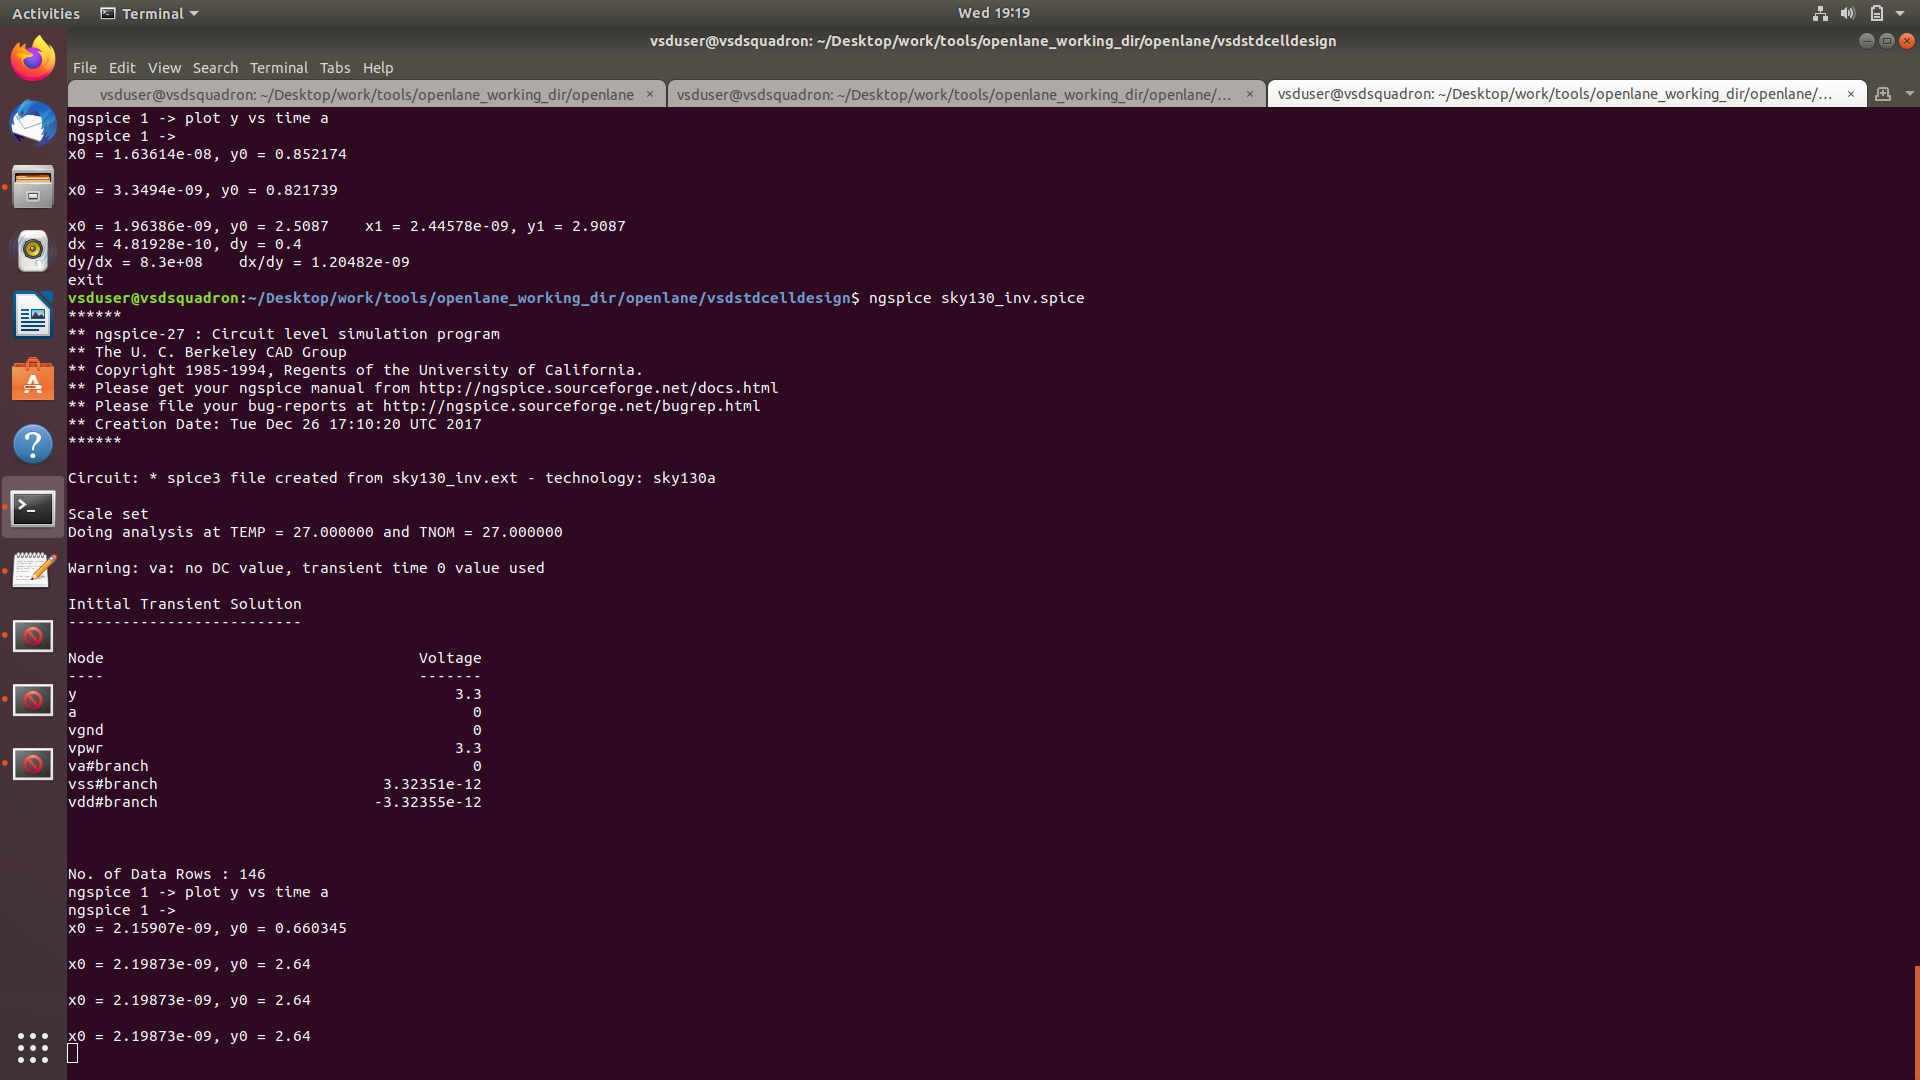 Activities
Terminal
Wed 19:19
vsduser@vsdsquadron: ~/Desktop/work/tools/openlane_working_dir/openlane/vsdstdcelldesign
File Edit View Search Terminal Tabs Help
vsduser@vsdsquadron: ~/Desktop/work/tools/openlane_working_dir/openlane ×
vsduser@vsdsquadron: ~/Desktop/work/tools/openlane_working_dir/openlane/... ×
vsduser@vsdsquadron: ~/Desktop/work/tools/openlane_working_dir/openlane/... ×
ngspice 1 -> plot y vs time a
ngspice 1 ->
x0 = 1.63614e-08, y0 = 0.852174
x0 = 3.3494e-09, y0 = 0.821739
x0 = 1.96386e-09, y0 = 2.5087    x1 = 2.44578e-09, y1 = 2.9087
dx = 4.81928e-10, dy = 0.4
dy/dx = 8.3e+08    dx/dy = 1.20482e-09
exit
vsduser@vsdsquadron:~/Desktop/work/tools/openlane_working_dir/openlane/vsdstdcelldesign$ ngspice sky130_inv.spice
******
** ngspice-27 : Circuit level simulation program
** The U. C. Berkeley CAD Group
** Copyright 1985-1994, Regents of the University of California.
** Please get your ngspice manual from http://ngspice.sourceforge.net/docs.html
** Please file your bug-reports at http://ngspice.sourceforge.net/bugrep.html
** Creation Date: Tue Dec 26 17:10:20 UTC 2017
******
Circuit: * spice3 file created from sky130_inv.ext - technology: sky130a
Scale set
Doing analysis at TEMP = 27.000000 and TNOM = 27.000000
Warning: va: no DC value, transient time 0 value used
Initial Transient Solution
--------------------------
Node                                   Voltage
----                                   -------
y                                          3.3
a                                            0
vgnd                                         0
vpwr                                       3.3
va#branch                                    0
vss#branch                         3.32351e-12
vdd#branch                        -3.32355e-12
No. of Data Rows : 146
ngspice 1 -> plot y vs time a
ngspice 1 ->
x0 = 2.15907e-09, y0 = 0.660345
x0 = 2.19873e-09, y0 = 2.64
x0 = 2.19873e-09, y0 = 2.64
x0 = 2.19873e-09, y0 = 2.64